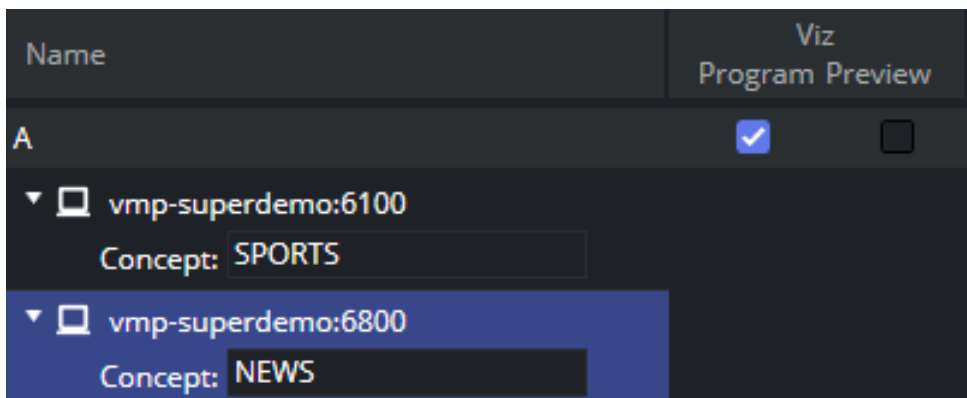 Name
Viz
Program Preview
A
vmp-superdemo:6100
Concept: SPORTS
vmp-superdemo:6800
Concept: NEWS